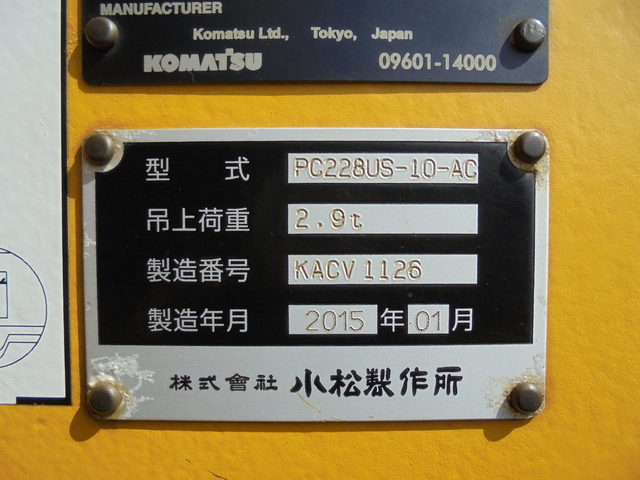 MANUFACTURER
Komatsu Ltd., Tokyo, Japan
KOMATSU 09601-14000
型 式 PC228US-10-AC
吊上荷重 2.9t
製造番号 KACV1126
製造年月 2015年01月
株式會社 小松製作所